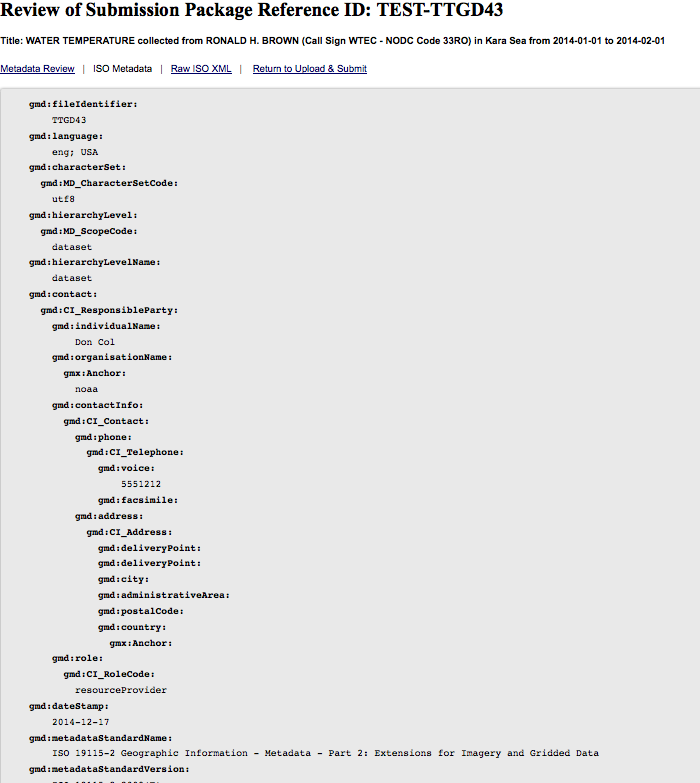 Review of Submission Package Reference ID: TEST-TTGD43
Title: WATER TEMPERATURE collected from RONALD H. BROWN (Call Sign WTEC - NODC Code 33RO) in Kara Sea from 2014-01-01 to 2014-02-01
Metadata Review | ISO Metadata | Raw ISO XML | Return to Upload & Submit
gmd:fileIdentifier:
TTGD43
gmd:language:
eng; USA
gmd:characterSet:
gmd:MD_CharacterSetCode:
utf8
gmd:hierarchyLevel:
gmd:MD_ScopeCode:
dataset
gmd:hierarchyLevelName:
dataset
gmd:contact:
gmd:CI_ResponsibleParty:
gmd:individualName:
Don Col
gmd:organisationName:
gmx:Anchor:
noaa
gmd:contactInfo:
gmd:CI_Contact:
gmd:phone:
gmd:CI_Telephone:
gmd:voice:
5551212
gmd:facsimile:
gmd:address:
gmd:CI_Address:
gmd:deliveryPoint:
gmd:deliveryPoint:
gmd:city:
gmd:administrativeArea:
gmd:postalCode:
gmd:country:
gmx:Anchor:
gmd:role:
gmd:CI_RoleCode:
resourceProvider
gmd:dateStamp:
2014-12-17
gmd:metadataStandardName:
ISO 19115-2 Geographic Information - Metadata - Part 2: Extensions for Imagery and Gridded Data
gmd:metadataStandardVersion: